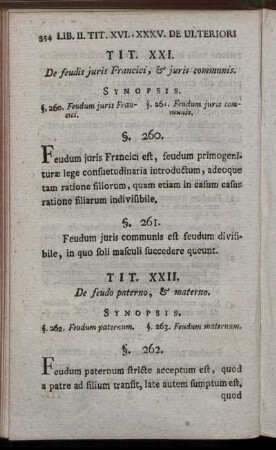 354 LIB. II. TIT. XVI.-XXXV. DE ULTERIORI
TIT. XXI.
De feudis juris Francici, & juris communis.
SYNOPSIS.
§. 260. Feudum juris Fran- §. 261. Feudum juris com-
cici. munis.
§. 260.
Feudum juris Francici est, feudum primogeni-
turæ lege consuetudinaria introductum, adeoque
tam ratione filiorum, quam etiam in casum casus
ratione filiarum indivisibile.
§. 261.
Feudum juris communis est feudum divisi-
bile, in quo soli masculi succedere queunt.
TIT. XXII.
De feudo paterno, & materno.
SYNOPSIS.
§. 262. Feudum paternum. §. 263. Feudum maternum.
§. 262.
Feudum paternum stricte acceptum est, quod
a patre ad filium transit, late autem sumptum est,
quod